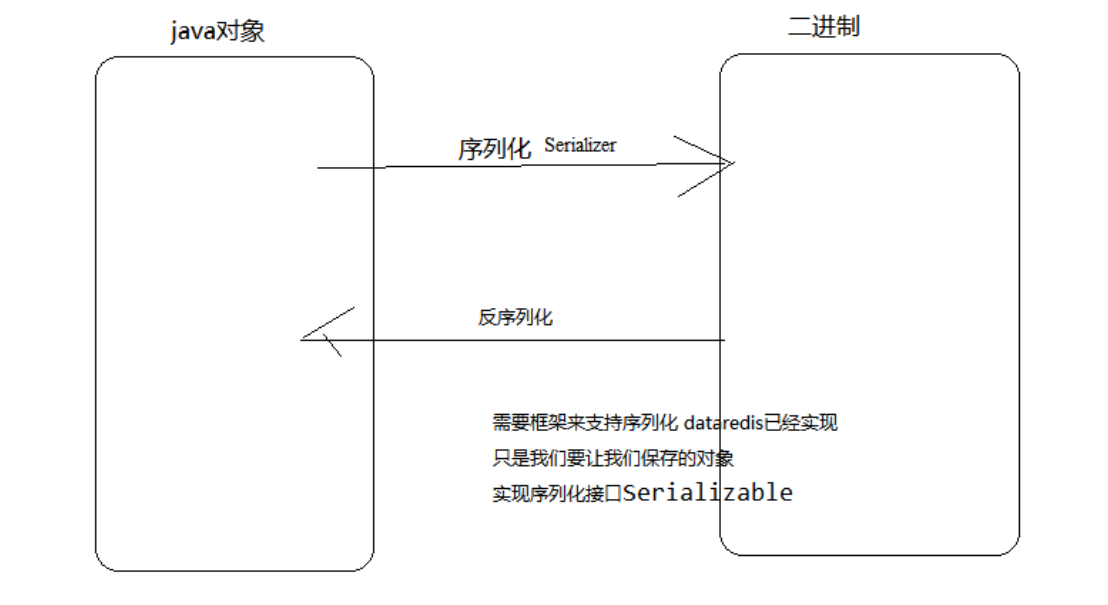 java对象
二进制
序列化 Serializer
反序列化
需要框架来支持序列化 dataredis已经实现
只是我们要让我们保存的对象
实现序列化接口Serializable